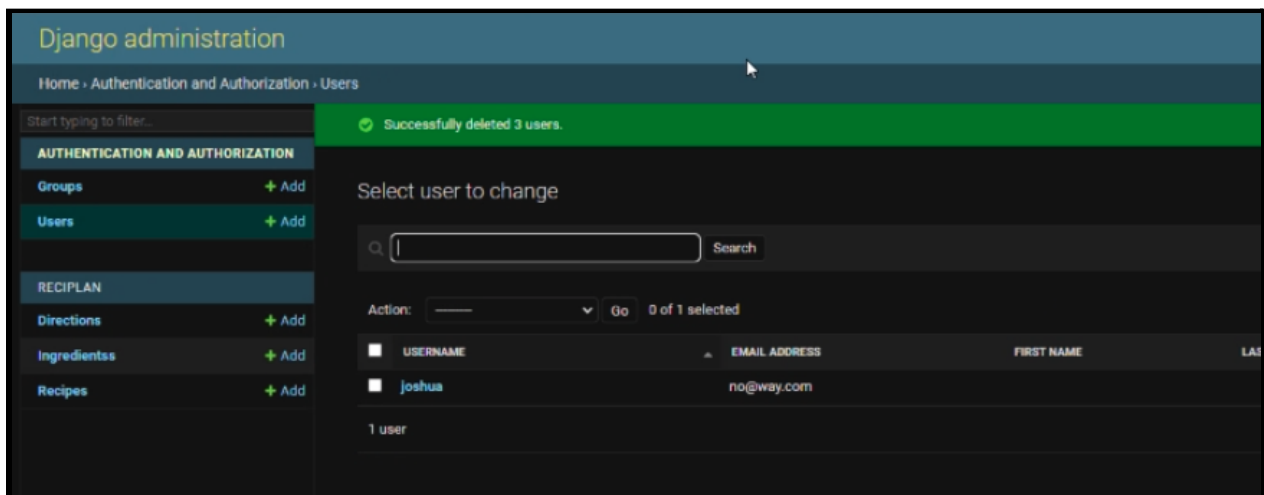 Django administration
Home › Authentication and Authorization › Users
Start typing to filter...
AUTHENTICATION AND AUTHORIZATION
Groups + Add
Users + Add
RECIPLAN
Directions + Add
Ingredientss + Add
Recipes + Add
Successfully deleted 3 users.
Select user to change
Search
Action: --------- Go 0 of 1 selected
USERNAME EMAIL ADDRESS FIRST NAME LAS
joshua no@way.com
1 user